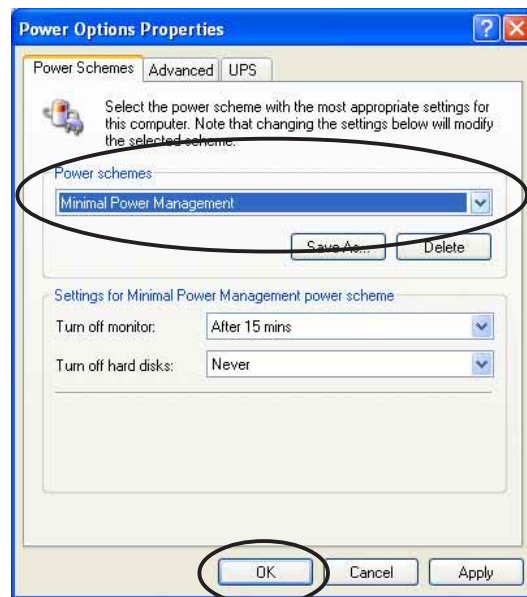 Power Options Properties
Power Schemes Advanced UPS
Select the power scheme with the most appropriate settings for
this computer. Note that changing the settings below will modify
the selected scheme.
Power schemes
Minimal Power Management
Save As... Delete
Settings for Minimal Power Management power scheme
Turn off monitor: After 15 mins
Turn off hard disks: Never
OK Cancel Apply